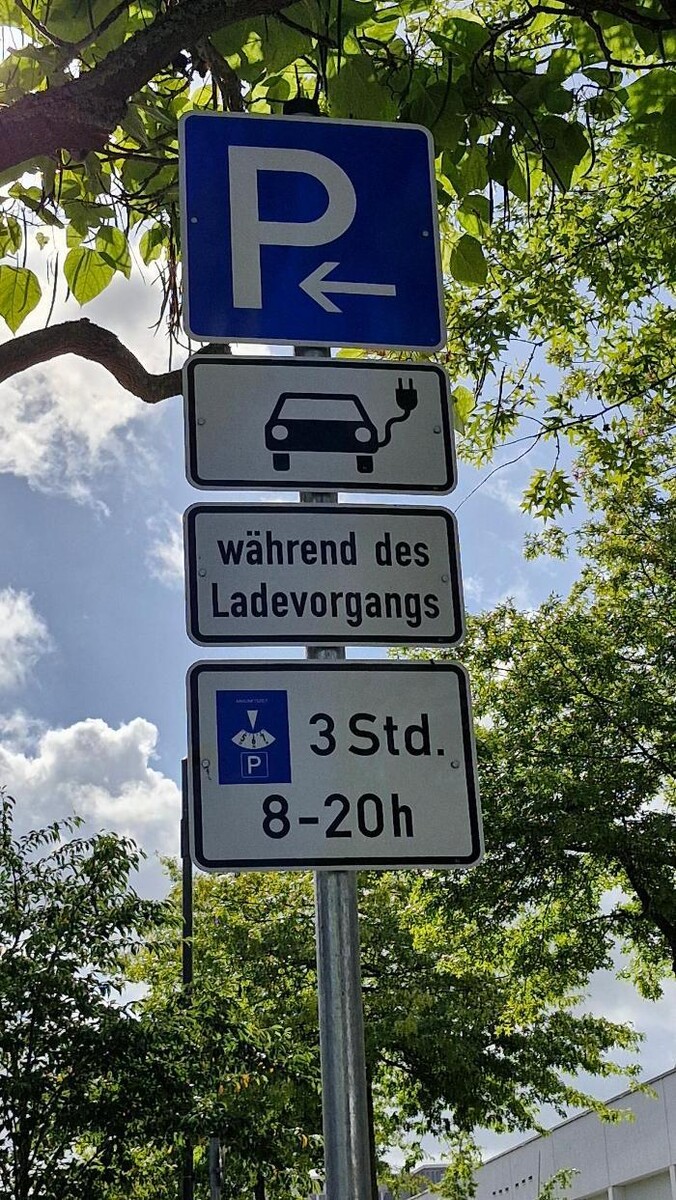 P
während des
Ladevorgangs
3 Std.
P
8-20h